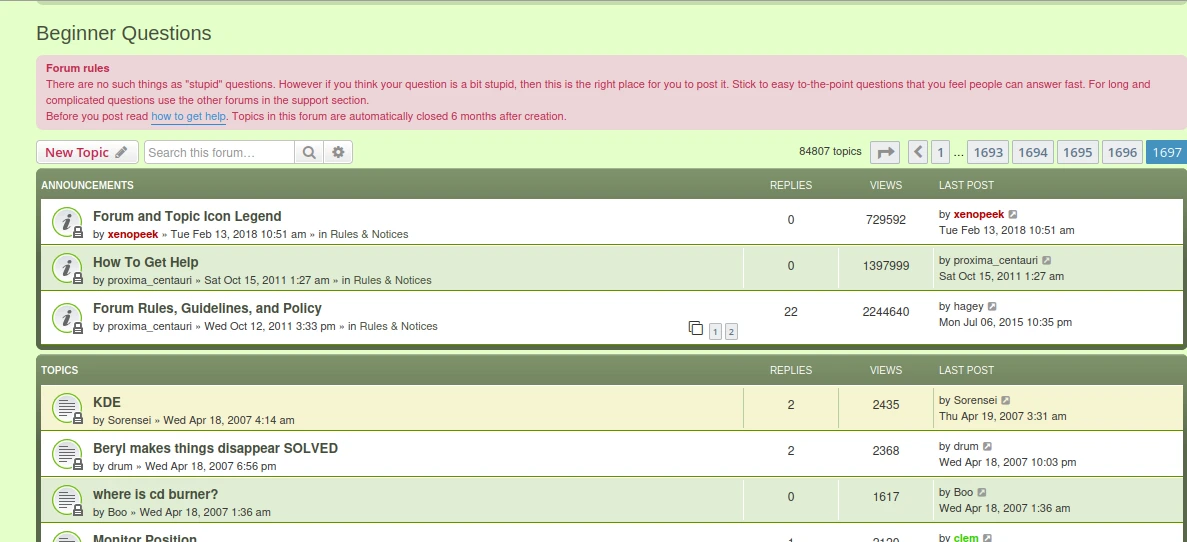 Beginner Questions
Forum rules
There are no such things as "stupid" questions. However if you think your question is a bit stupid, then this is the right place for you to post it. Stick to easy to-the-point questions that you feel people can answer fast. For long and
complicated questions use the other forums in the support section.
Before you post read how to get help. Topics in this forum are automatically closed 6 months after creation.
New Topic Search this forum… 84807 topics 1 ... 1693 1694 1695 1696 1697
ANNOUNCEMENTS REPLIES VIEWS LAST POST
Forum and Topic Icon Legend 0 729592 by xenopeek
by xenopeek » Tue Feb 13, 2018 10:51 am » in Rules & Notices Tue Feb 13, 2018 10:51 am
How To Get Help 0 1397999 by proxima_centauri
by proxima_centauri » Sat Oct 15, 2011 1:27 am » in Rules & Notices Sat Oct 15, 2011 1:27 am
Forum Rules, Guidelines, and Policy 22 2244640 by hagey
by proxima_centauri » Wed Oct 12, 2011 3:33 pm » in Rules & Notices 1 2 Mon Jul 06, 2015 10:35 pm
TOPICS REPLIES VIEWS LAST POST
KDE 2 2435 by Sorensei
by Sorensei » Wed Apr 18, 2007 4:14 am Thu Apr 19, 2007 3:31 am
Beryl makes things disappear SOLVED 2 2368 by drum
by drum » Wed Apr 18, 2007 6:56 pm Wed Apr 18, 2007 10:03 pm
where is cd burner? 0 1617 by Boo
by Boo » Wed Apr 18, 2007 1:36 am Wed Apr 18, 2007 1:36 am
Monitor Position by clem